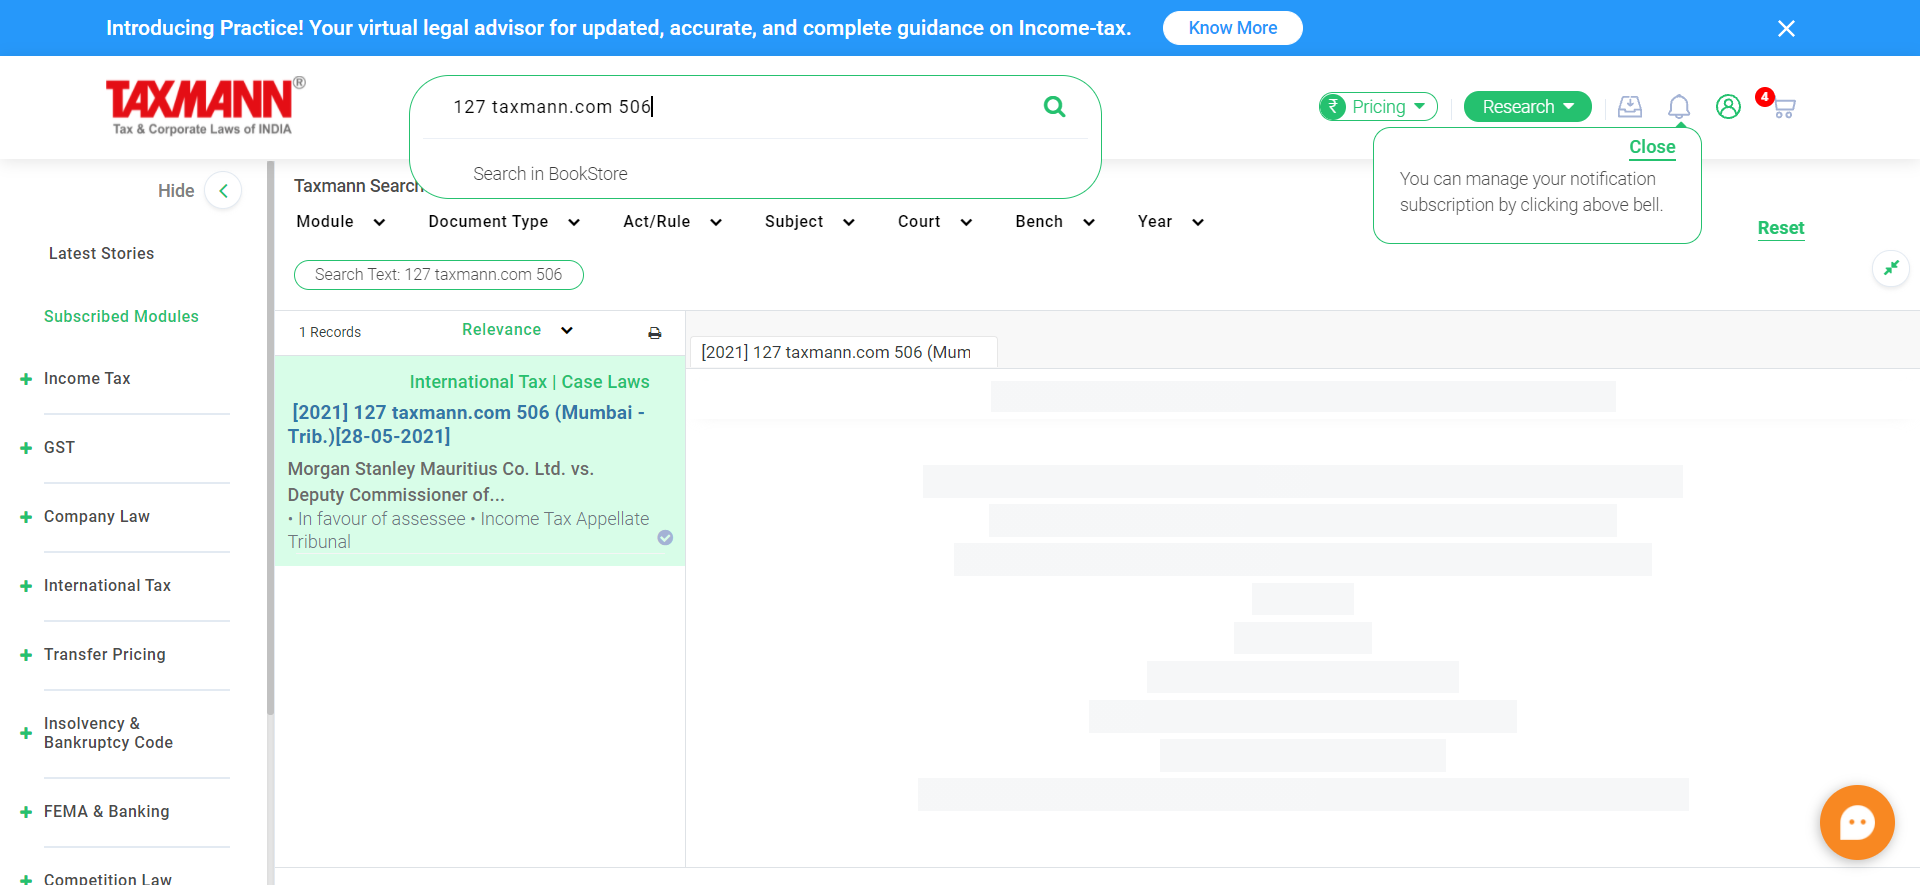 Introducing Practice! Your virtual legal advisor for updated, accurate, and complete guidance on Income-tax.
Know More
TAXMANN®
Tax & Corporate Laws of INDIA
127 taxmann.com 506
Search in BookStore
₹ Pricing
Research
4
Close
You can manage your notification
subscription by clicking above bell.
Hide
Latest Stories
Subscribed Modules
Income Tax
GST
Company Law
International Tax
Transfer Pricing
Insolvency &
Bankruptcy Code
FEMA & Banking
Competition Law
Taxmann Search
Module
Document Type
Act/Rule
Subject
Court
Bench
Year
Reset
Search Text: 127 taxmann.com 506
1 Records
Relevance
International Tax | Case Laws
[2021] 127 taxmann.com 506 (Mumbai -
Trib.)[28-05-2021]
Morgan Stanley Mauritius Co. Ltd. vs.
Deputy Commissioner of...
• In favour of assessee • Income Tax Appellate
Tribunal
[2021] 127 taxmann.com 506 (Mum